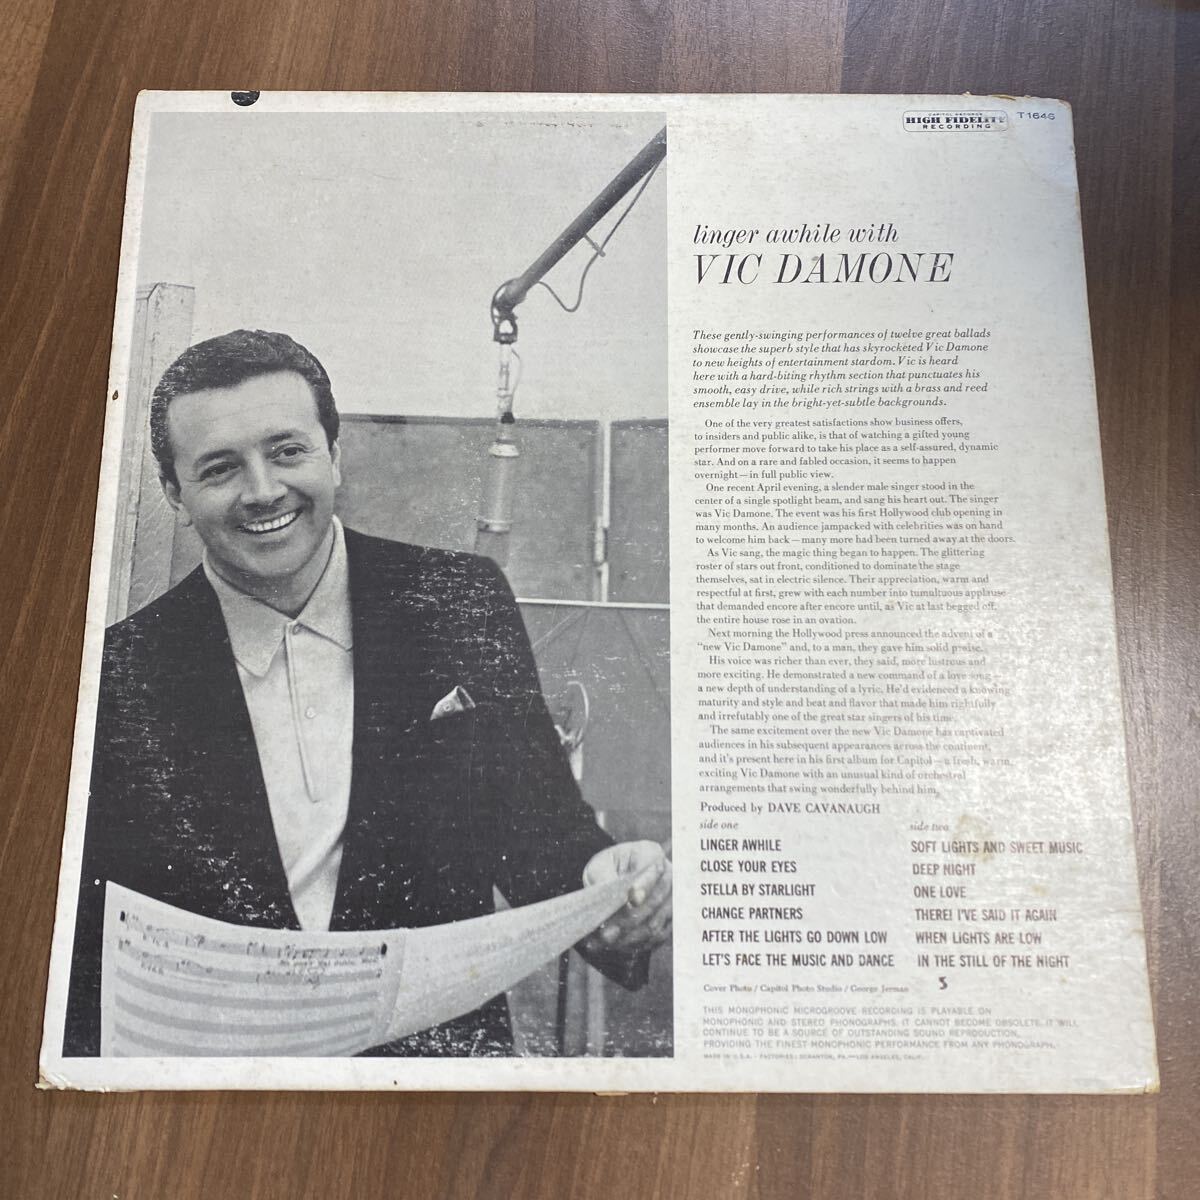 CAPITOL RECORDS
HIGH FIDELITY
RECORDING
T1646
linger awhile with
VIC DAMONE
These gently-swinging performances of twelve great ballads
showcase the superb style that has skyrocketed Vic Damone
to new heights of entertainment stardom. Vic is heard
here with a hard-biting rhythm section that punctuates his
smooth, easy drive, while rich strings with a brass and reed
ensemble lay in the bright-yet-subtle backgrounds.
One of the very greatest satisfactions show business offers,
to insiders and public alike, is that of watching a gifted young
performer move forward to take his place as a self-assured, dynamic
star. And on a rare and fabled occasion, it seems to happen
overnight—in full public view.
One recent April evening, a slender male singer stood in the
center of a single spotlight beam, and sang his heart out. The singer
was Vic Damone. The event was his first Hollywood club opening in
many months. An audience jampacked with celebrities was on hand
to welcome him back—many more had been turned away at the doors.
As Vic sang, the magic thing began to happen. The glittering
roster of stars out front, conditioned to dominate the stage
themselves, sat in electric silence. Their appreciation, warm and
respectful at first, grew with each number into tumultuous applause
that demanded encore after encore until, as Vic at last begged off,
the entire house rose in an ovation.
Next morning the Hollywood press announced the advent of a
"new Vic Damone" and, to a man, they gave him solid praise.
His voice was richer than ever, they said, more lustrous and
more exciting. He demonstrated a new command of a love song—
a new depth of understanding of a lyric. He'd evidenced a knowing
maturity and style and beat and flavor that made him rightfully
and irrefutably one of the great star singers of his time.
The same excitement over the new Vic Damone has captivated
audiences in his subsequent appearances across the continent,
and it's present here in his first album for Capitol—a fresh, warm,
exciting Vic Damone with an unusual kind of orchestral
arrangements that swing wonderfully behind him.
Produced by DAVE CAVANAUGH
side one
LINGER AWHILE
CLOSE YOUR EYES
STELLA BY STARLIGHT
CHANGE PARTNERS
AFTER THE LIGHTS GO DOWN LOW
LET'S FACE THE MUSIC AND DANCE
side two
SOFT LIGHTS AND SWEET MUSIC
DEEP NIGHT
ONE LOVE
THERE! I'VE SAID IT AGAIN
WHEN LIGHTS ARE LOW
IN THE STILL OF THE NIGHT
Cover Photo / Capitol Photo Studio / George Jerman
5
THIS MONOPHONIC MICROGROOVE RECORDING IS PLAYABLE ON
MONOPHONIC AND STEREO PHONOGRAPHS. IT CANNOT BECOME OBSOLETE. IT WILL
CONTINUE TO BE A SOURCE OF OUTSTANDING SOUND REPRODUCTION,
PROVIDING THE FINEST MONOPHONIC PERFORMANCE FROM ANY PHONOGRAPH.
MADE IN U.S.A. · FACTORIES: SCRANTON, PA.—LOS ANGELES, CALIF.